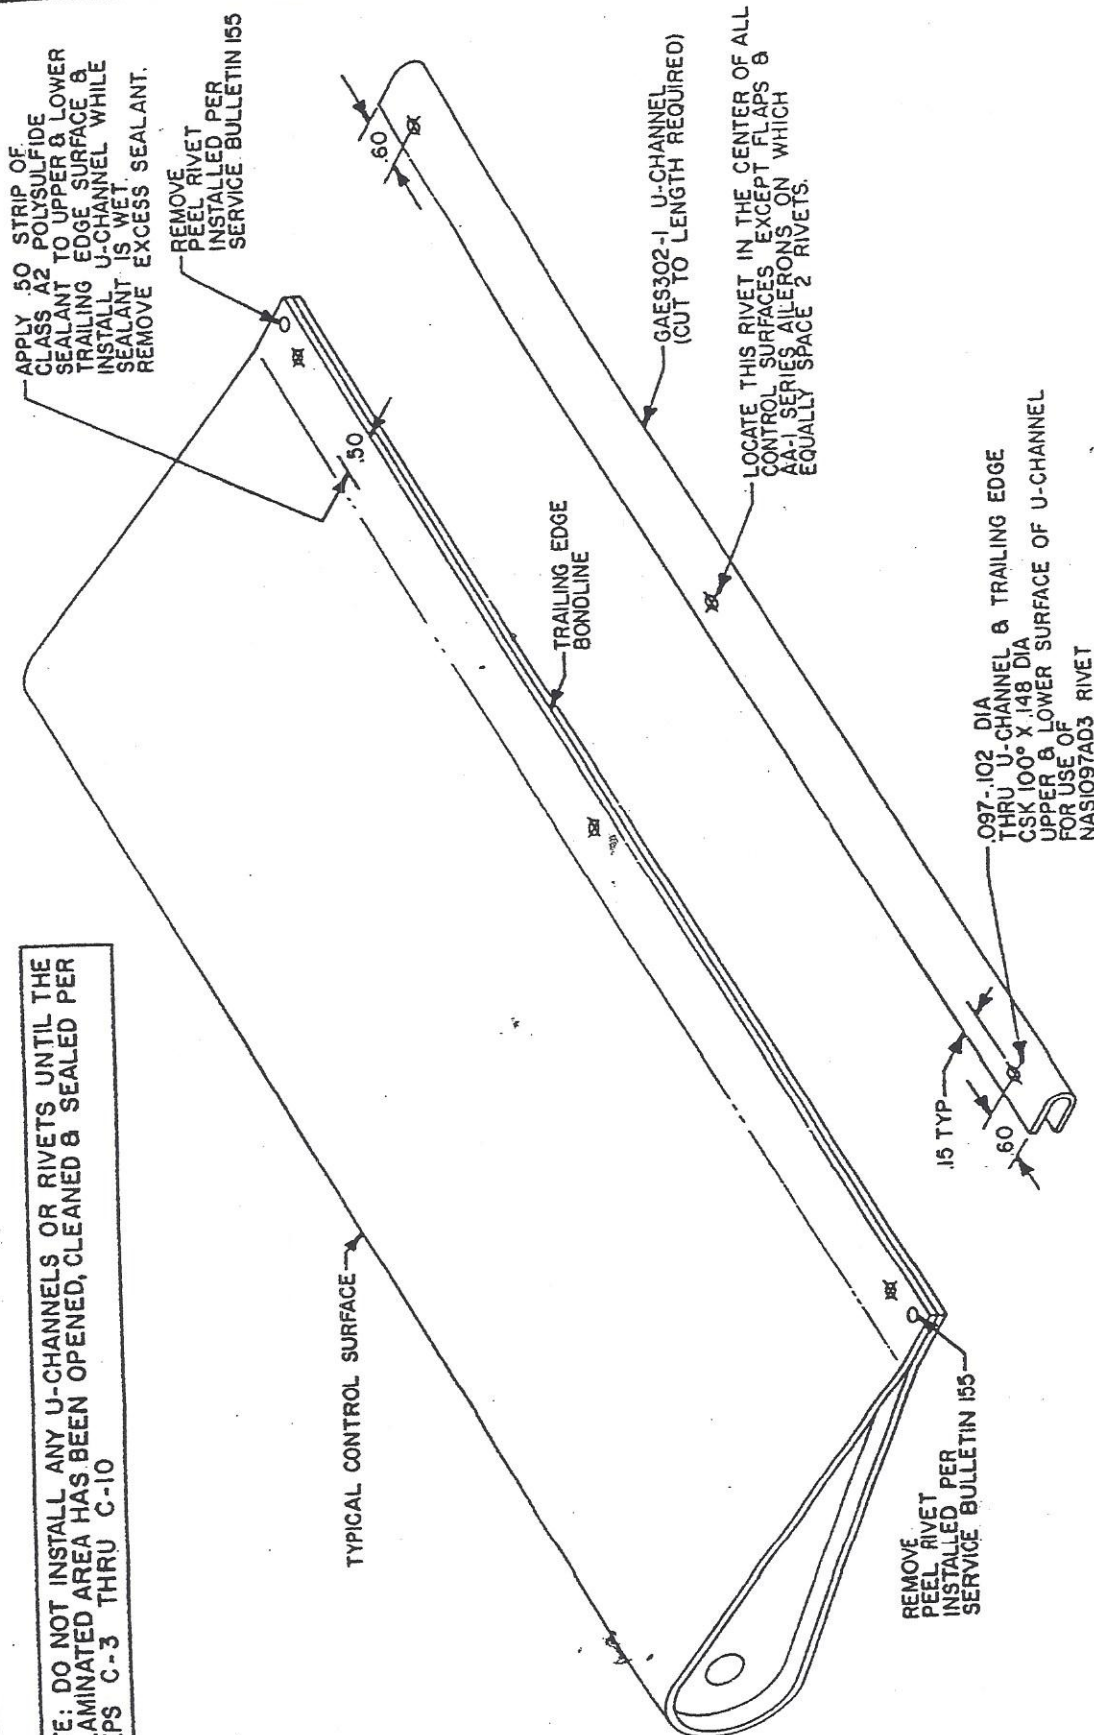 TE: DO NOT INSTALL ANY U-CHANNELS OR RIVETS UNTIL THE
AMINATED AREA HAS BEEN OPENED, CLEANED & SEALED PER
PS C-3 THRU C-10
APPLY .50 STRIP OF
CLASS A2 POLYSULFIDE
SEALANT TO UPPER & LOWER
TRAILING EDGE SURFACE &
INSTALL U-CHANNEL WHILE
SEALANT IS WET.
REMOVE EXCESS SEALANT.
REMOVE
PEEL RIVET
INSTALLED PER
SERVICE BULLETIN 155
.50
TYPICAL CONTROL SURFACE
TRAILING EDGE
BONDLINE
REMOVE
PEEL RIVET
INSTALLED PER
SERVICE BULLETIN 155
.60
GAES302-1 U-CHANNEL
(CUT TO LENGTH REQUIRED)
LOCATE THIS RIVET IN THE CENTER OF ALL
CONTROL SURFACES EXCEPT FLAPS &
AA-1 SERIES AILERONS ON WHICH
EQUALLY SPACE 2 RIVETS.
.15 TYP
.60
.097-.102 DIA
THRU U-CHANNEL & TRAILING EDGE
CSK 100° X .148 DIA
UPPER & LOWER SURFACE OF U-CHANNEL
FOR USE OF
NAS1097AD3 RIVET